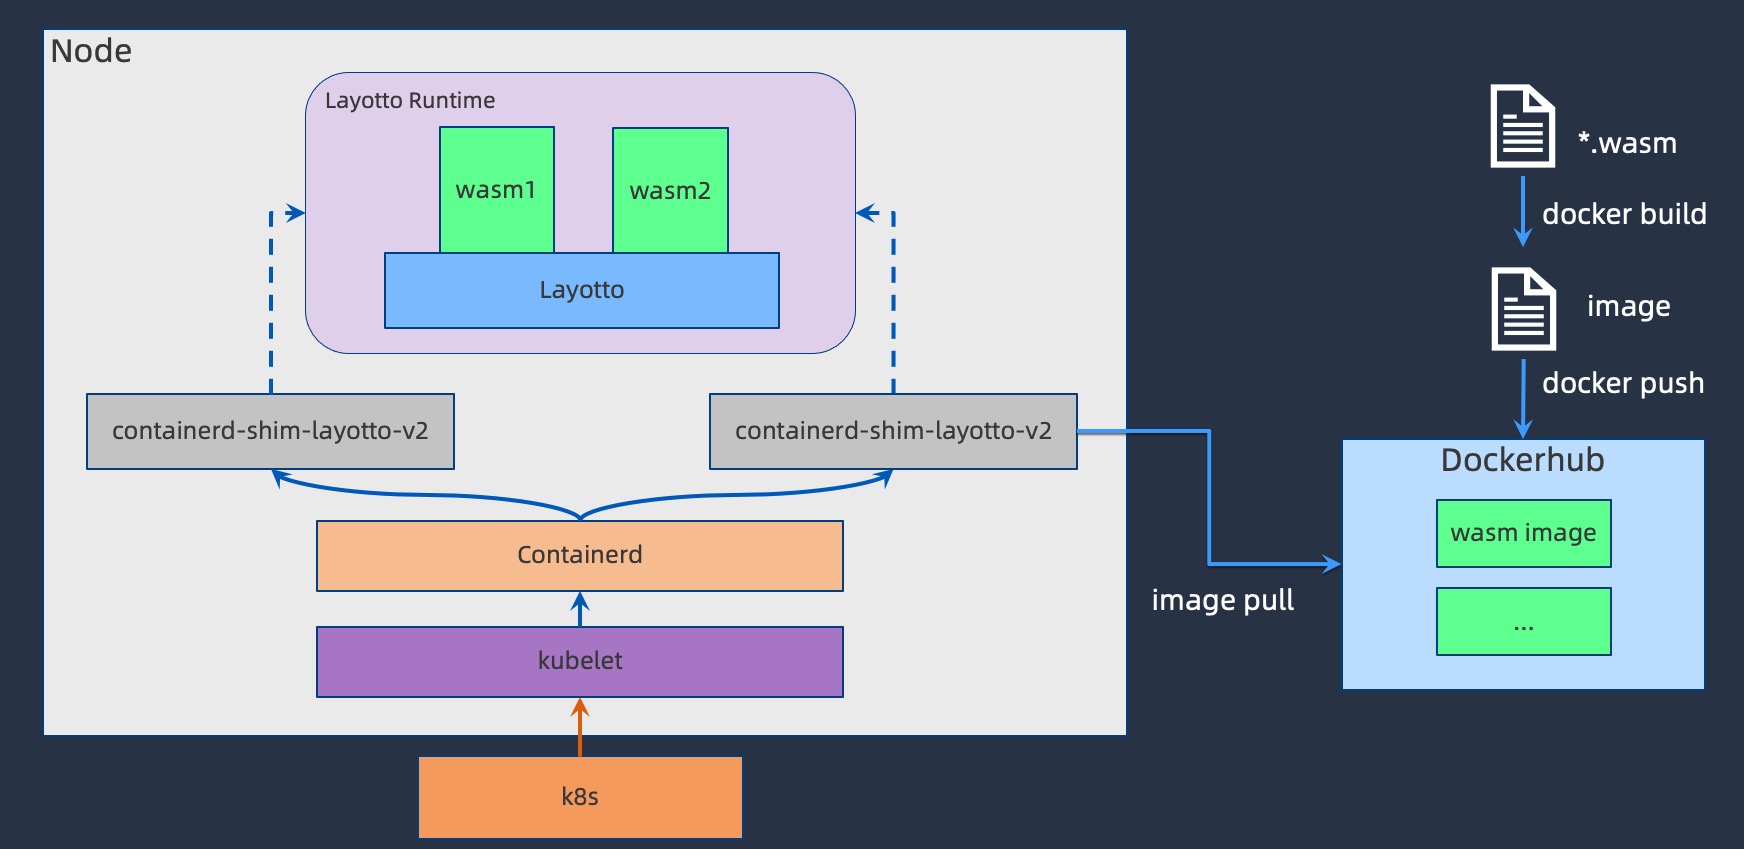 Node
Layotto Runtime
wasm1
wasm2
Layotto
containerd-shim-layotto-v2
containerd-shim-layotto-v2
Containerd
kubelet
k8s
*.wasm
docker build
image
docker push
Dockerhub
wasm image
...
image pull